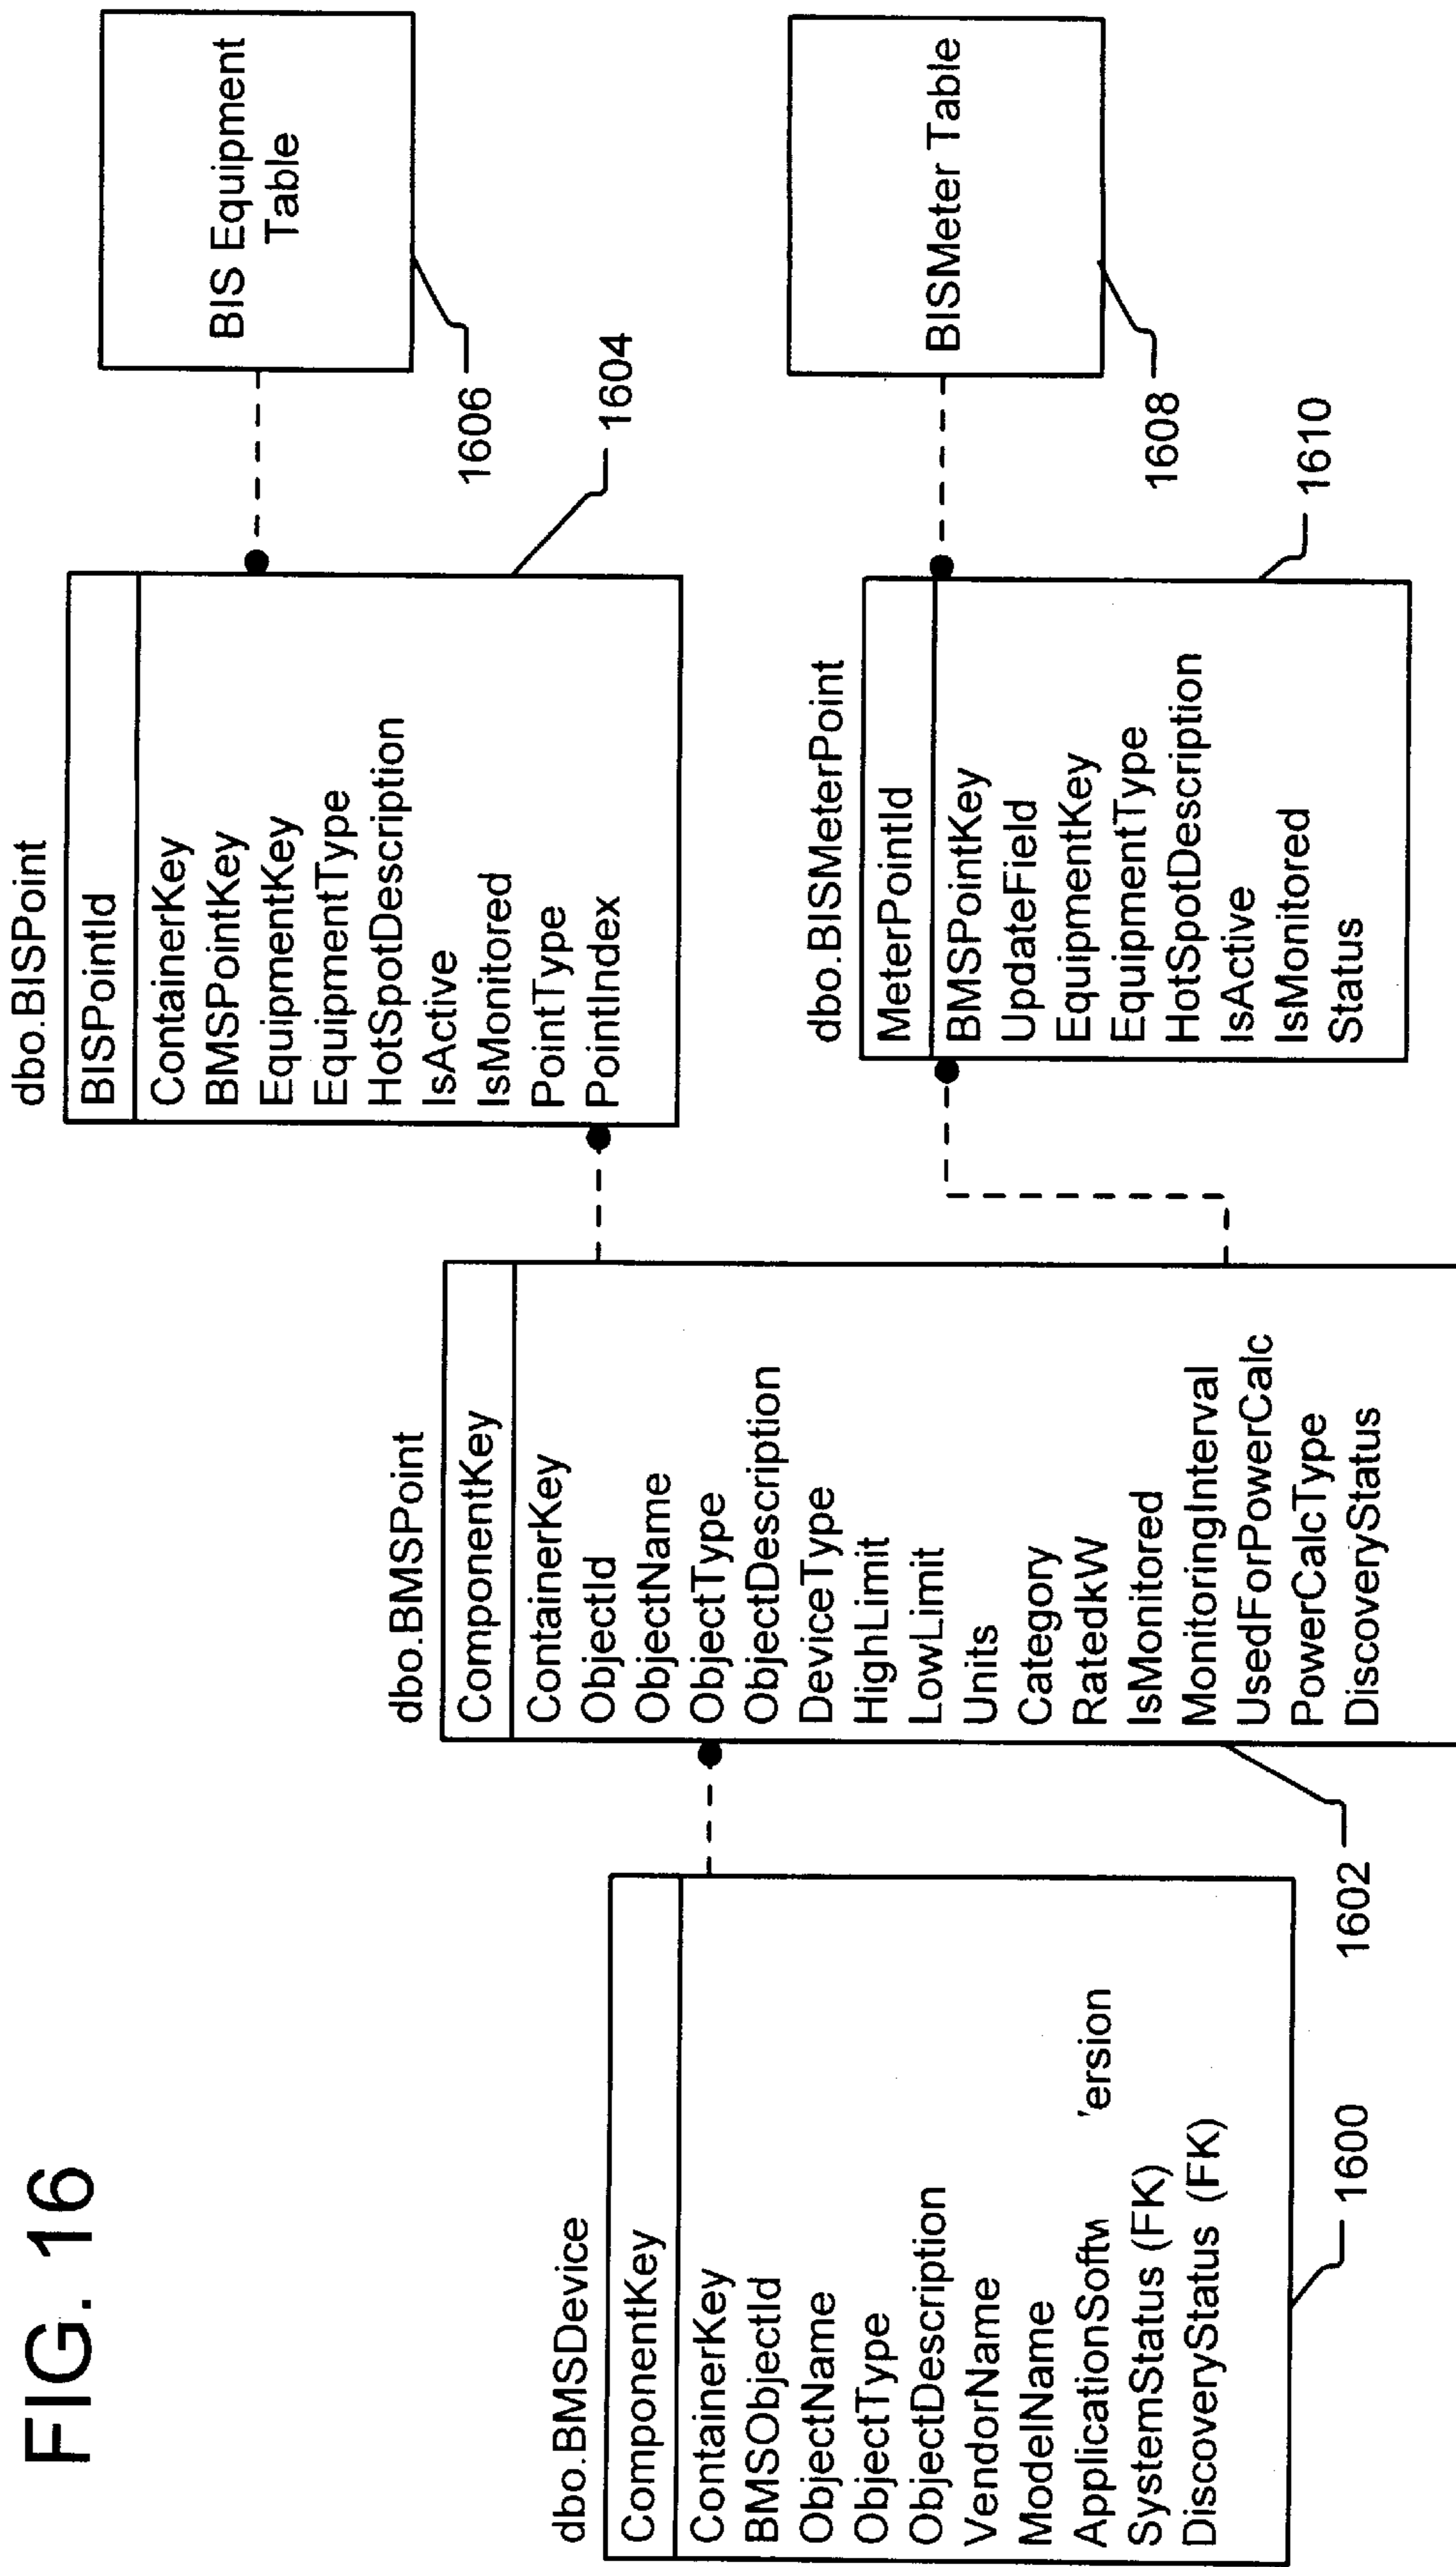 FIG. 16
dbo.BMSDevice
ComponentKey
ContainerKey
BMSObjectId
ObjectName
ObjectType
ObjectDescription
VendorName
ModelName
ApplicationSoftw 'ersion
SystemStatus (FK)
DiscoveryStatus (FK)
1600
dbo.BMSPoint
ComponentKey
ContainerKey
ObjectId
ObjectName
ObjectType
ObjectDescription
DeviceType
HighLimit
LowLimit
Units
Category
RatedkW
IsMonitored
MonitoringInterval
UsedForPowerCalc
PowerCalcType
DiscoveryStatus
1602
dbo.BISPoint
BISPointId
ContainerKey
BMSPointKey
EquipmentKey
EquipmentType
HotSpotDescription
IsActive
IsMonitored
PointType
PointIndex
1604
BIS Equipment
Table
1606
dbo.BISMeterPoint
MeterPointId
BMSPointKey
UpdateField
EquipmentKey
EquipmentType
HotSpotDescription
IsActive
IsMonitored
Status
1610
BISMeter Table
1608